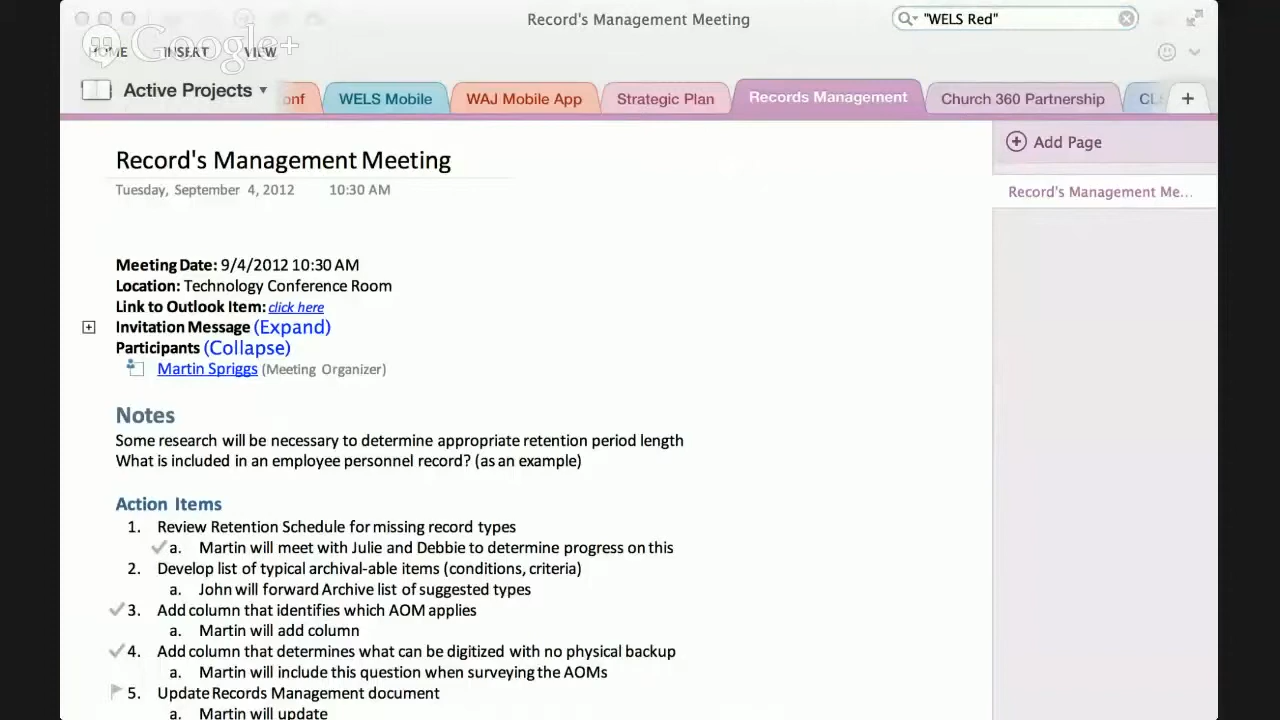 Record's Management Meeting
"WELS Red"
Google+
HOME INSERT VIEW
Active Projects
onf
WELS Mobile
WAJ Mobile App
Strategic Plan
Records Management
Church 360 Partnership
+
Record's Management Meeting
Add Page
Tuesday, September 4, 2012 10:30 AM
Record's Management Me...
Meeting Date: 9/4/2012 10:30 AM
Location: Technology Conference Room
Link to Outlook Item: click here
Invitation Message (Expand)
Participants (Collapse)
Martin Spriggs (Meeting Organizer)
Notes
Some research will be necessary to determine appropriate retention period length
What is included in an employee personnel record? (as an example)
Action Items
1. Review Retention Schedule for missing record types
a. Martin will meet with Julie and Debbie to determine progress on this
2. Develop list of typical archival-able items (conditions, criteria)
a. John will forward Archive list of suggested types
3. Add column that identifies which AOM applies
a. Martin will add column
4. Add column that determines what can be digitized with no physical backup
a. Martin will include this question when surveying the AOMs
5. Update Records Management document
a. Martin will update